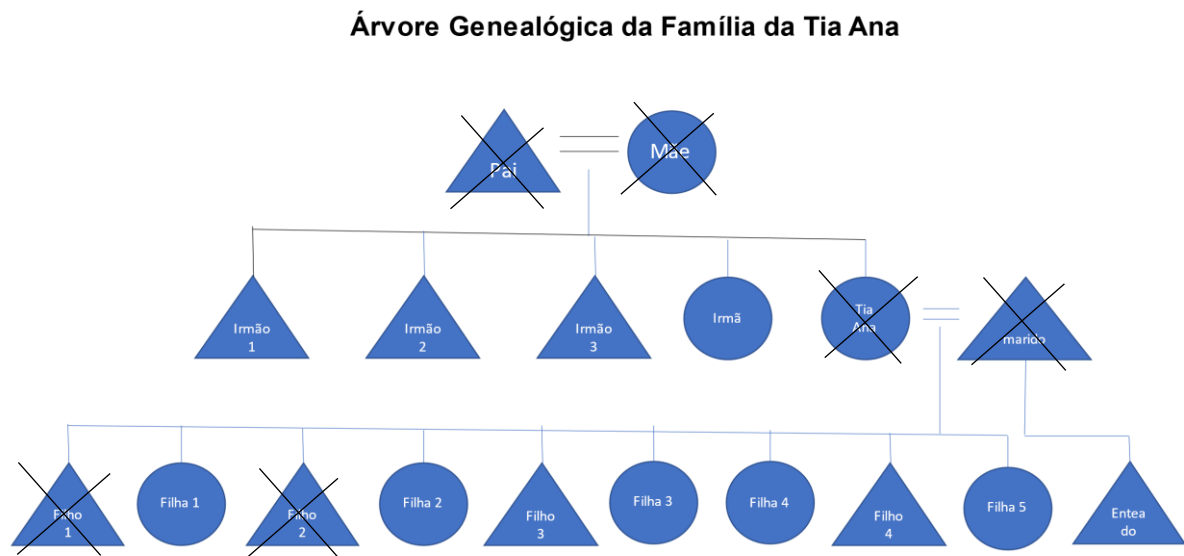 Árvore Genealógica da Família da Tia Ana
Pai
Mãe
Irmão
1
Irmão
2
Irmão
3
Irmã
Tia
Ana
marido
Filho
1
Filha 1
Filho
2
Filha 2
Filho
3
Filha 3
Filha 4
Filho
4
Filha 5
Entea
do